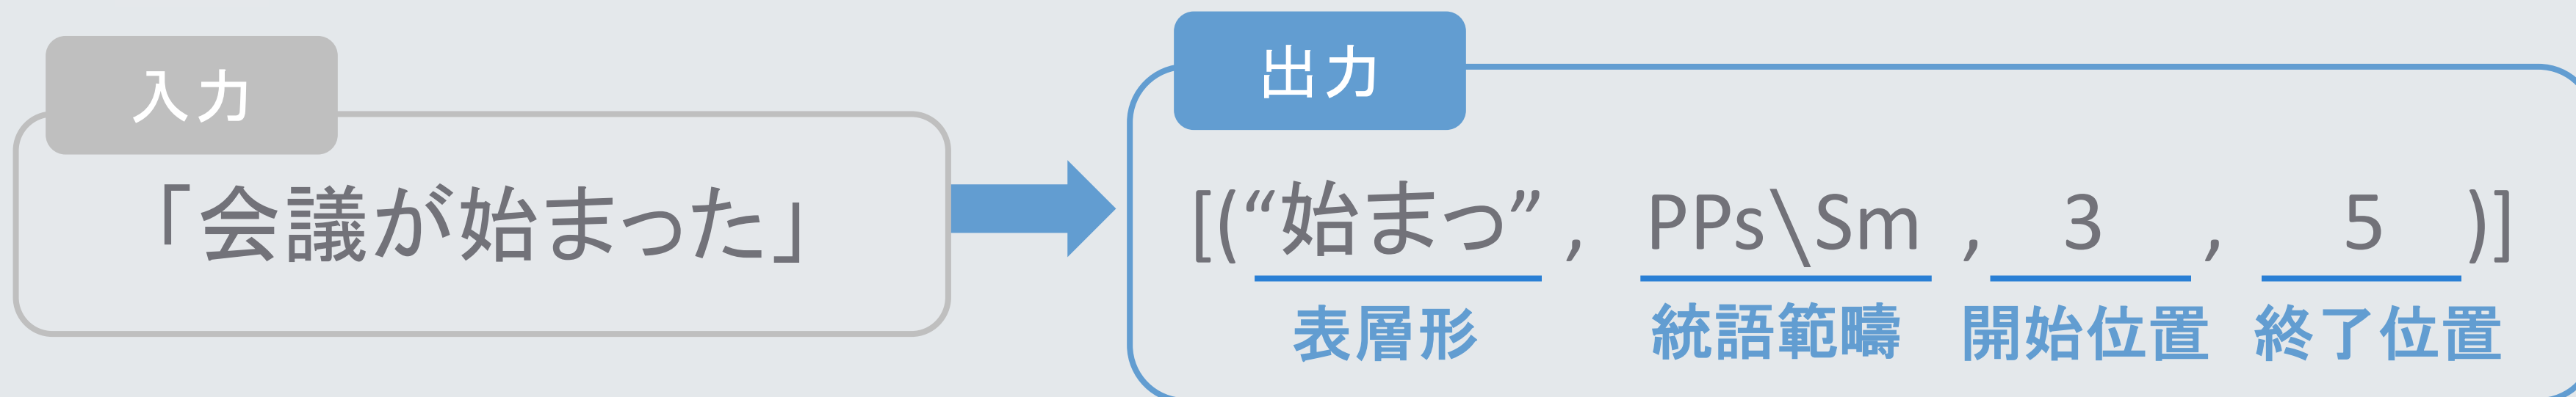 入力
「会議が始まった」
出力
[(“始まっ” , PPs\Sm , 3 , 5 )]
表層形 統語範疇 開始位置 終了位置